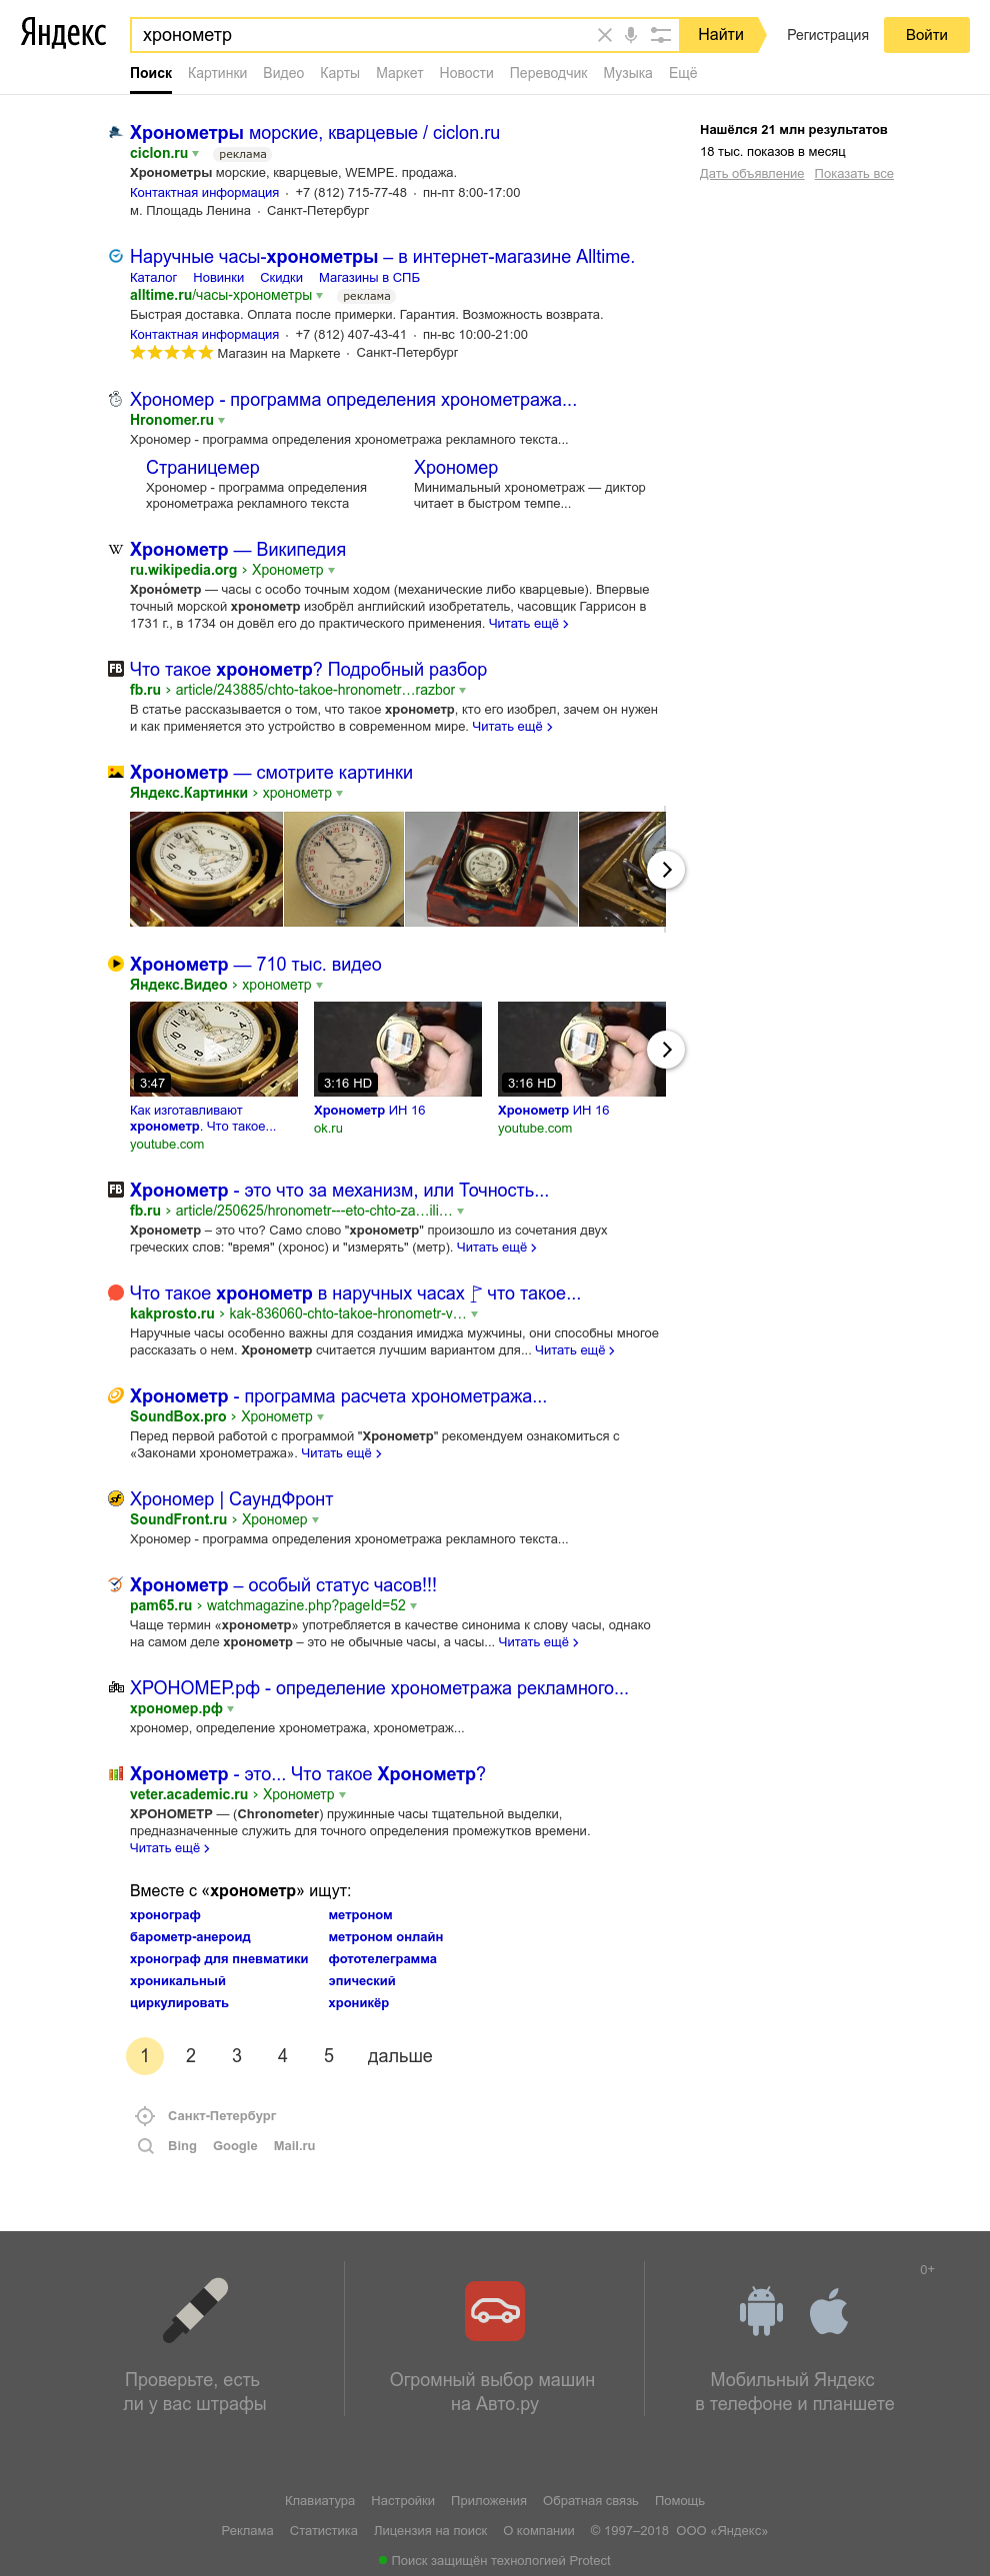 Яндекс
хронометр
Найти
Регистрация
Войти
Поиск Картинки Видео Карты Маркет Новости Переводчик Музыка Ещё
Хронометры морские, кварцевые / ciclon.ru
ciclon.ru реклама
Хронометры морские, кварцевые, WEMPE. продажа.
Контактная информация · +7 (812) 715-77-48 · пн-пт 8:00-17:00
м. Площадь Ленина · Санкт-Петербург
Нашёлся 21 млн результатов
18 тыс. показов в месяц
Дать объявление Показать все
Наручные часы-хронометры – в интернет-магазине Alltime.
Каталог Новинки Скидки Магазины в СПБ
alltime.ru/часы-хронометры реклама
Быстрая доставка. Оплата после примерки. Гарантия. Возможность возврата.
Контактная информация · +7 (812) 407-43-41 · пн-вс 10:00-21:00
Магазин на Маркете · Санкт-Петербург
Хрономер - программа определения хронометража...
Hronomer.ru
Хрономер - программа определения хронометража рекламного текста...
Страницемер
Хрономер - программа определения
хронометража рекламного текста
Хрономер
Минимальный хронометраж — диктор
читает в быстром темпе...
W
Хронометр — Википедия
ru.wikipedia.org › Хронометр
Хроно́метр — часы с особо точным ходом (механические либо кварцевые). Впервые
точный морской хронометр изобрёл английский изобретатель, часовщик Гаррисон в
1731 г., в 1734 он довёл его до практического применения. Читать ещё ›
FB
Что такое хронометр? Подробный разбор
fb.ru › article/243885/chto-takoe-hronometr…razbor
В статье рассказывается о том, что такое хронометр, кто его изобрел, зачем он нужен
и как применяется это устройство в современном мире. Читать ещё ›
Хронометр — смотрите картинки
Яндекс.Картинки › хронометр
Хронометр — 710 тыс. видео
Яндекс.Видео › хронометр
3:47
3:16 HD
3:16 HD
Как изготавливают
хронометр. Что такое...
youtube.com
Хронометр ИН 16
ok.ru
Хронометр ИН 16
youtube.com
FB
Хронометр - это что за механизм, или Точность...
fb.ru › article/250625/hronometr---eto-chto-za…ili…
Хронометр – это что? Само слово "хронометр" произошло из сочетания двух
греческих слов: "время" (хронос) и "измерять" (метр). Читать ещё ›
Что такое хронометр в наручных часах что такое...
kakprosto.ru › kak-836060-chto-takoe-hronometr-v…
Наручные часы особенно важны для создания имиджа мужчины, они способны многое
рассказать о нем. Хронометр считается лучшим вариантом для... Читать ещё ›
Хронометр - программа расчета хронометража...
SoundBox.pro › Хронометр
Перед первой работой с программой "Хронометр" рекомендуем ознакомиться с
«Законами хронометража». Читать ещё ›
Хрономер | СаундФронт
SoundFront.ru › Хрономер
Хрономер - программа определения хронометража рекламного текста...
Хронометр – особый статус часов!!!
pam65.ru › watchmagazine.php?pageId=52
Чаще термин «хронометр» употребляется в качестве синонима к слову часы, однако
на самом деле хронометр – это не обычные часы, а часы... Читать ещё ›
ХРОНОМЕР.рф - определение хронометража рекламного...
хрономер.рф
хрономер, определение хронометража, хронометраж...
Хронометр - это... Что такое Хронометр?
veter.academic.ru › Хронометр
ХРОНОМЕТР — (Chronometer) пружинные часы тщательной выделки,
предназначенные служить для точного определения промежутков времени.
Читать ещё ›
Вместе с «хронометр» ищут:
хронограф метроном
барометр-анероид метроном онлайн
хронограф для пневматики фототелеграмма
хроникальный эпический
циркулировать хроникёр
1 2 3 4 5 дальше
Санкт-Петербург
Bing Google Mail.ru
0+
Проверьте, есть
ли у вас штрафы
Огромный выбор машин
на Авто.ру
Мобильный Яндекс
в телефоне и планшете
Клавиатура Настройки Приложения Обратная связь Помощь
Реклама Статистика Лицензия на поиск О компании © 1997–2018 ООО «Яндекс»
Поиск защищён технологией Protect